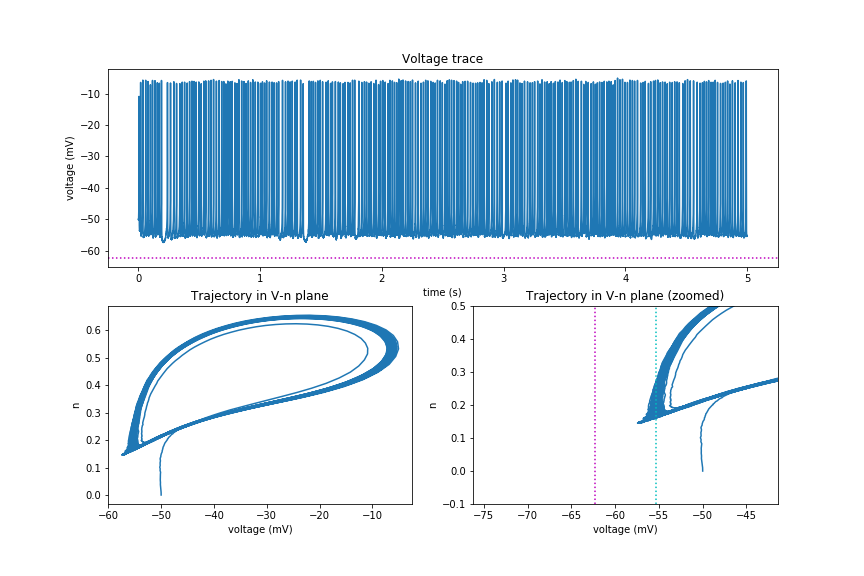 Voltage trace
voltage (mV)
−10
−20
−30
−40
−50
−60
0 1 2 3 4 5
time (s)
Trajectory in V-n plane
n
0.6
0.5
0.4
0.3
0.2
0.1
0.0
−60 −50 −40 −30 −20 −10
voltage (mV)
Trajectory in V-n plane (zoomed)
n
0.5
0.4
0.3
0.2
0.1
0.0
−0.1
−75 −70 −65 −60 −55 −50 −45
voltage (mV)